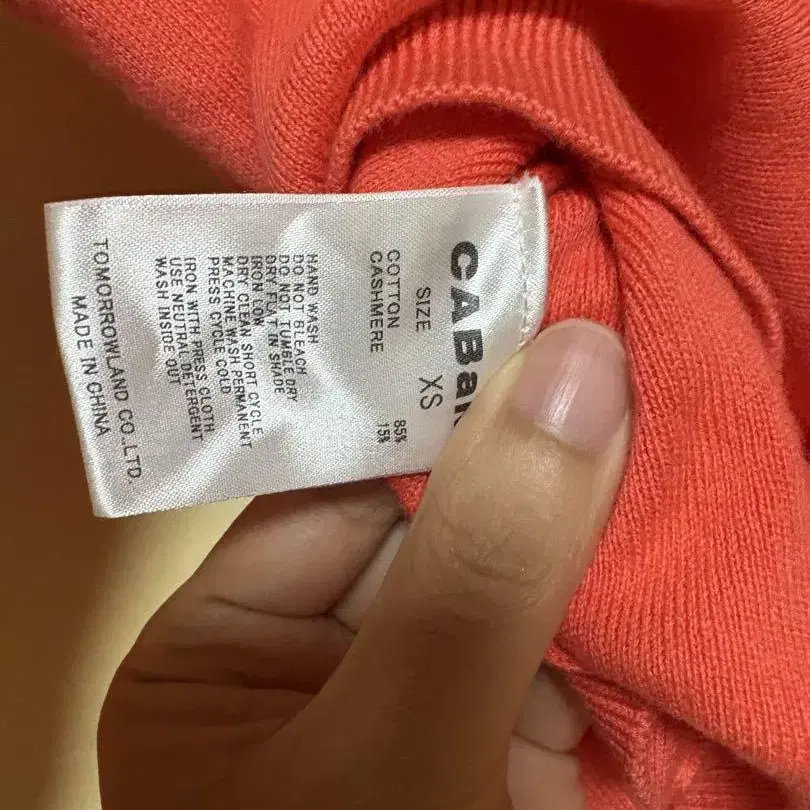 CABa
SIZE XS
COTTON 85%
CASHMERE 15%
HAND WASH
DO NOT BLEACH
DO NOT TUMBLE DRY
DRY FLAT IN SHADE
IRON LOW
DRY CLEAN SHORT CYCLE
MACHINE WASH PERMANENT
PRESS CYCLE COLD
IRON WITH PRESS CLOTH
USE NEUTRAL DETERGENT
WASH INSIDE OUT
TOMORROWLAND CO.,LTD.
MADE IN CHINA